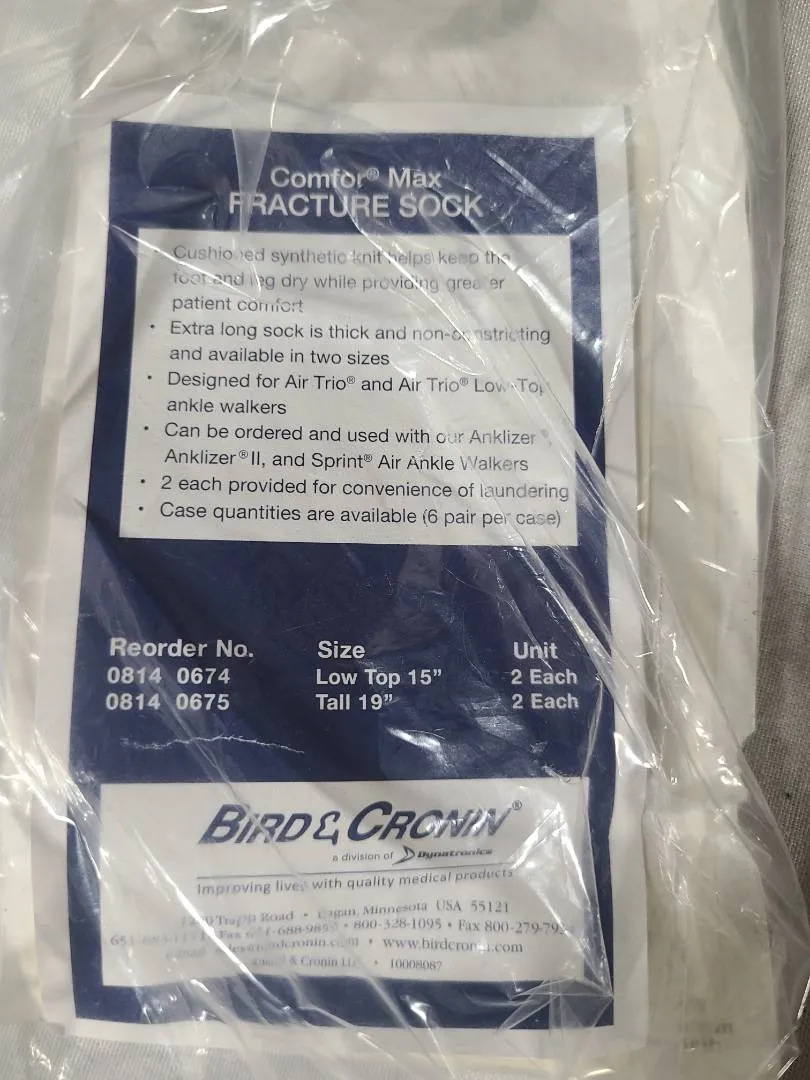 Comfor® Max
FRACTURE SOCK
• Cushioned synthetic knit helps keep the
foot and leg dry while providing greater
patient comfort
• Extra long sock is thick and non-constricting
and available in two sizes
• Designed for Air Trio® and Air Trio® Low-Top
ankle walkers
• Can be ordered and used with our Anklizer®,
Anklizer® II, and Sprint® Air Ankle Walkers
• 2 each provided for convenience of laundering
• Case quantities are available (6 pair per case)
Reorder No. Size Unit
0814 0674 Low Top 15” 2 Each
0814 0675 Tall 19” 2 Each
BIRD & CRONIN®
a division of Dynatronics
Improving lives with quality medical products
Trapp Road • Eagan, Minnesota USA 55121
• 800-328-1095 • Fax
• www.birdcronin.com
& Cronin • 10008087